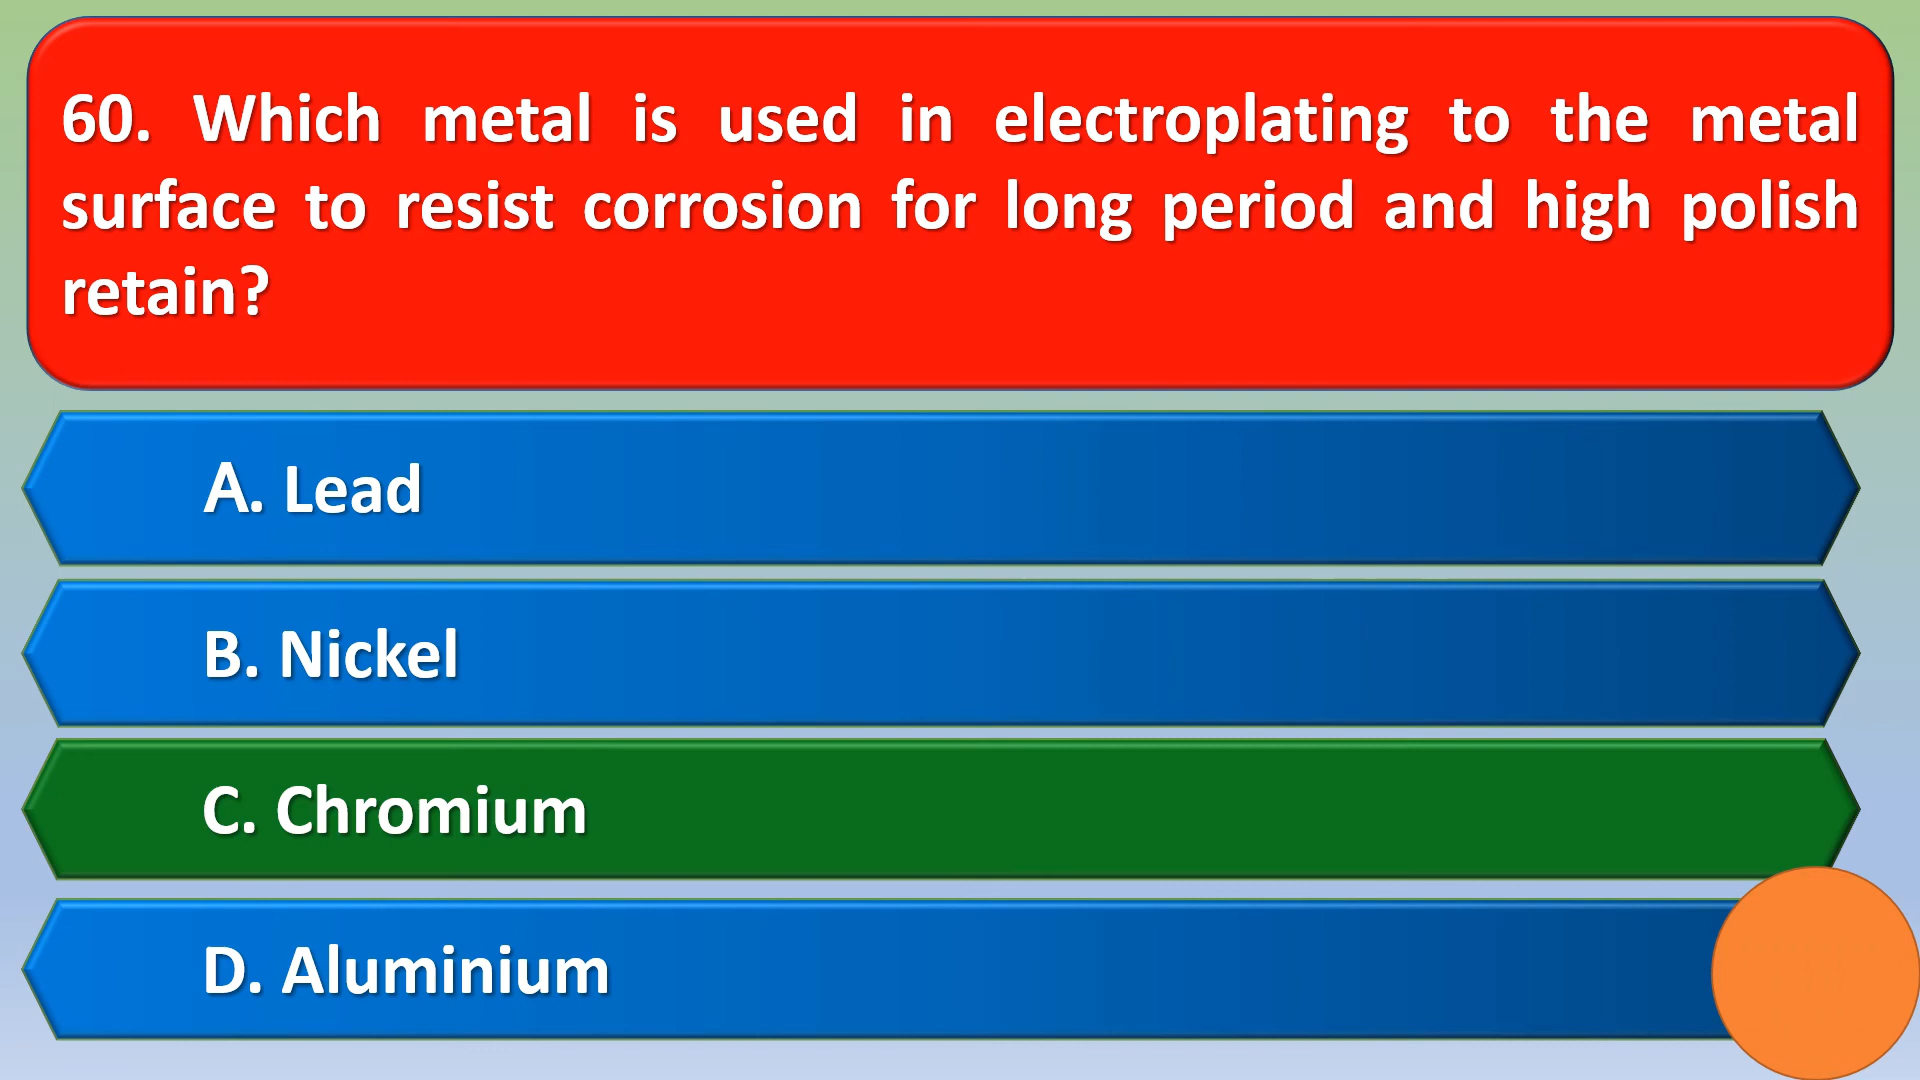 60. Which metal is used in electroplating to the metal
surface to resist corrosion for long period and high polish
retain?
A. Lead
B. Nickel
C. Chromium
D. Aluminium